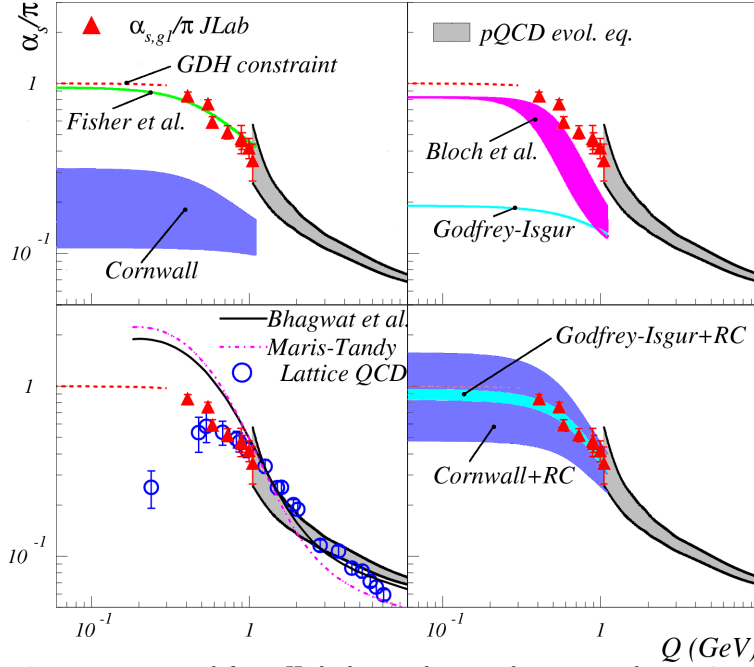 αs/π
αs,g1/π JLab
GDH constraint
Fisher et al.
Cornwall
1
10 -1
pQCD evol. eq.
Bloch et al.
Godfrey-Isgur
Bhagwat et al.
Maris-Tandy
Lattice QCD
1
10 -1
10 -1
1
Godfrey-Isgur+RC
Cornwall+RC
10 -1
1
Q (GeV)